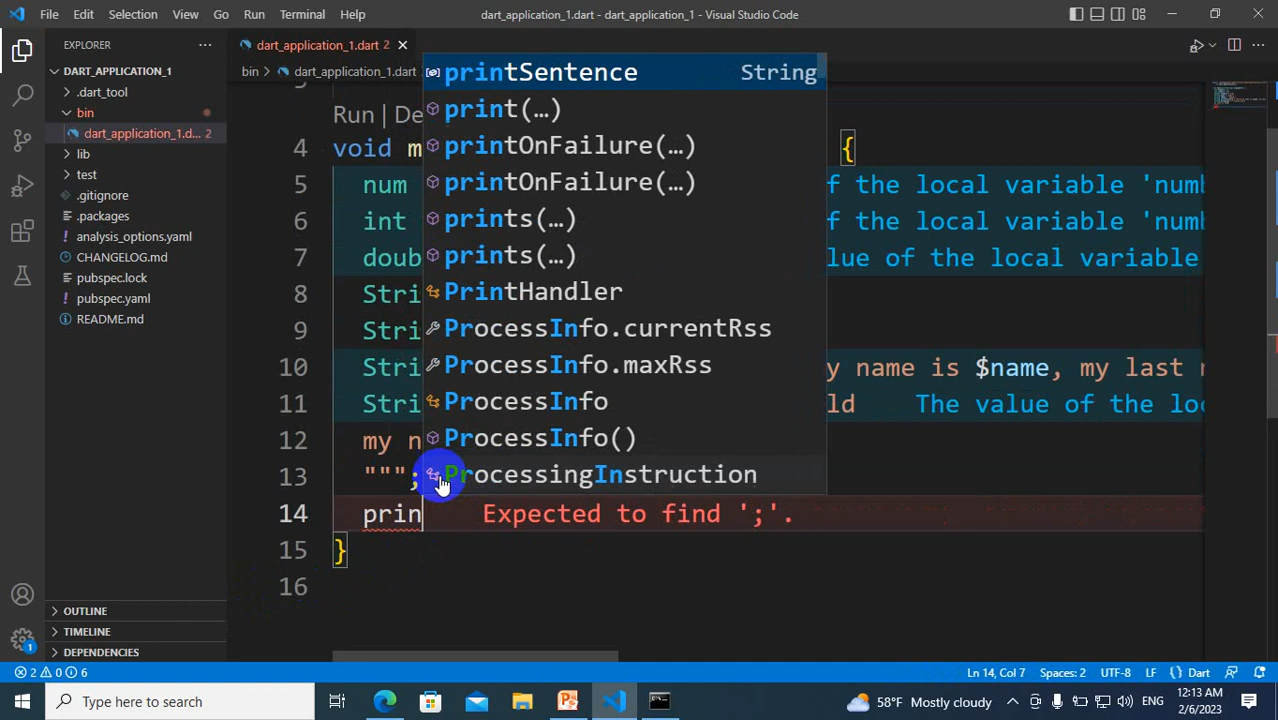 File Edit Selection View Go Run Terminal Help
dart_application_1.dart - dart_application_1 - Visual Studio Code
EXPLORER
DART_APPLICATION_1
.dart_tool
bin
dart_application_1.d... 2
lib
test
.gitignore
.packages
analysis_options.yaml
CHANGELOG.md
pubspec.lock
pubspec.yaml
README.md
OUTLINE
TIMELINE
DEPENDENCIES
1
dart_application_1.dart 2
bin > dart_application_1.dart
printSentence String
print(…)
printOnFailure(…)
printOnFailure(…)
prints(…)
prints(…)
PrintHandler
ProcessInfo.currentRss
ProcessInfo.maxRss
ProcessInfo
ProcessInfo()
ProcessingInstruction
3
Run | De
4 void m {
5 num f the local variable 'numb
6 int f the local variable 'numb
7 doub lue of the local variable
8 Stri
9 Stri
10 Stri y name is $name, my last
11 Stri ld The value of the loc
12 my n
13 """;
14 prin Expected to find ';'.
15 }
16
2 0 6
Ln 14, Col 7 Spaces: 2 UTF-8 LF {} Dart
Type here to search
58°F Mostly cloudy
ENG
12:13 AM
2/6/2023